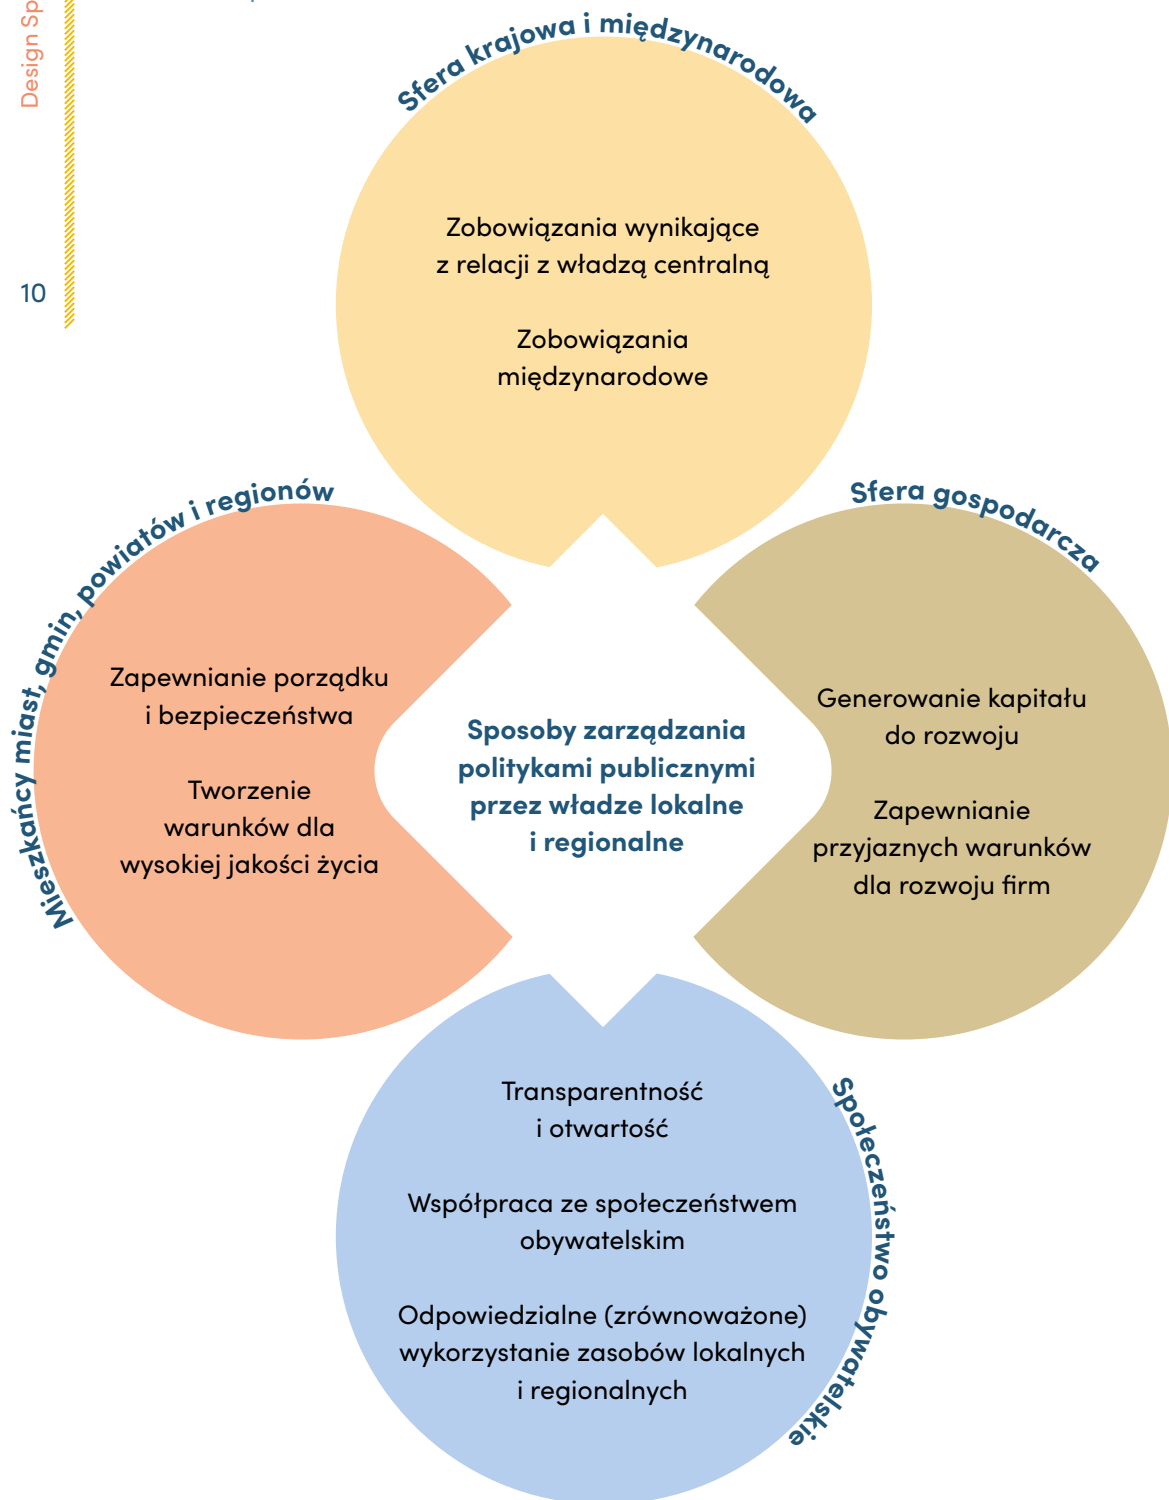 Design Sp
10
Sfera krajowa i międzynarodowa
Zobowiązania wynikające
z relacji z władzą centralną
Zobowiązania
międzynarodowe
Mieszkańcy miast, gmin, powiatów i regionów
Zapewnianie porządku
i bezpieczeństwa
Tworzenie
warunków dla
wysokiej jakości życia
Sposoby zarządzania
politykami publicznymi
przez władze lokalne
i regionalne
Sfera gospodarcza
Generowanie kapitału
do rozwoju
Zapewnianie
przyjaznych warunków
dla rozwoju firm
Społeczeństwo obywatelskie
Transparentność
i otwartość
Współpraca ze społeczeństwem
obywatelskim
Odpowiedzialne (zrównoważone)
wykorzystanie zasobów lokalnych
i regionalnych